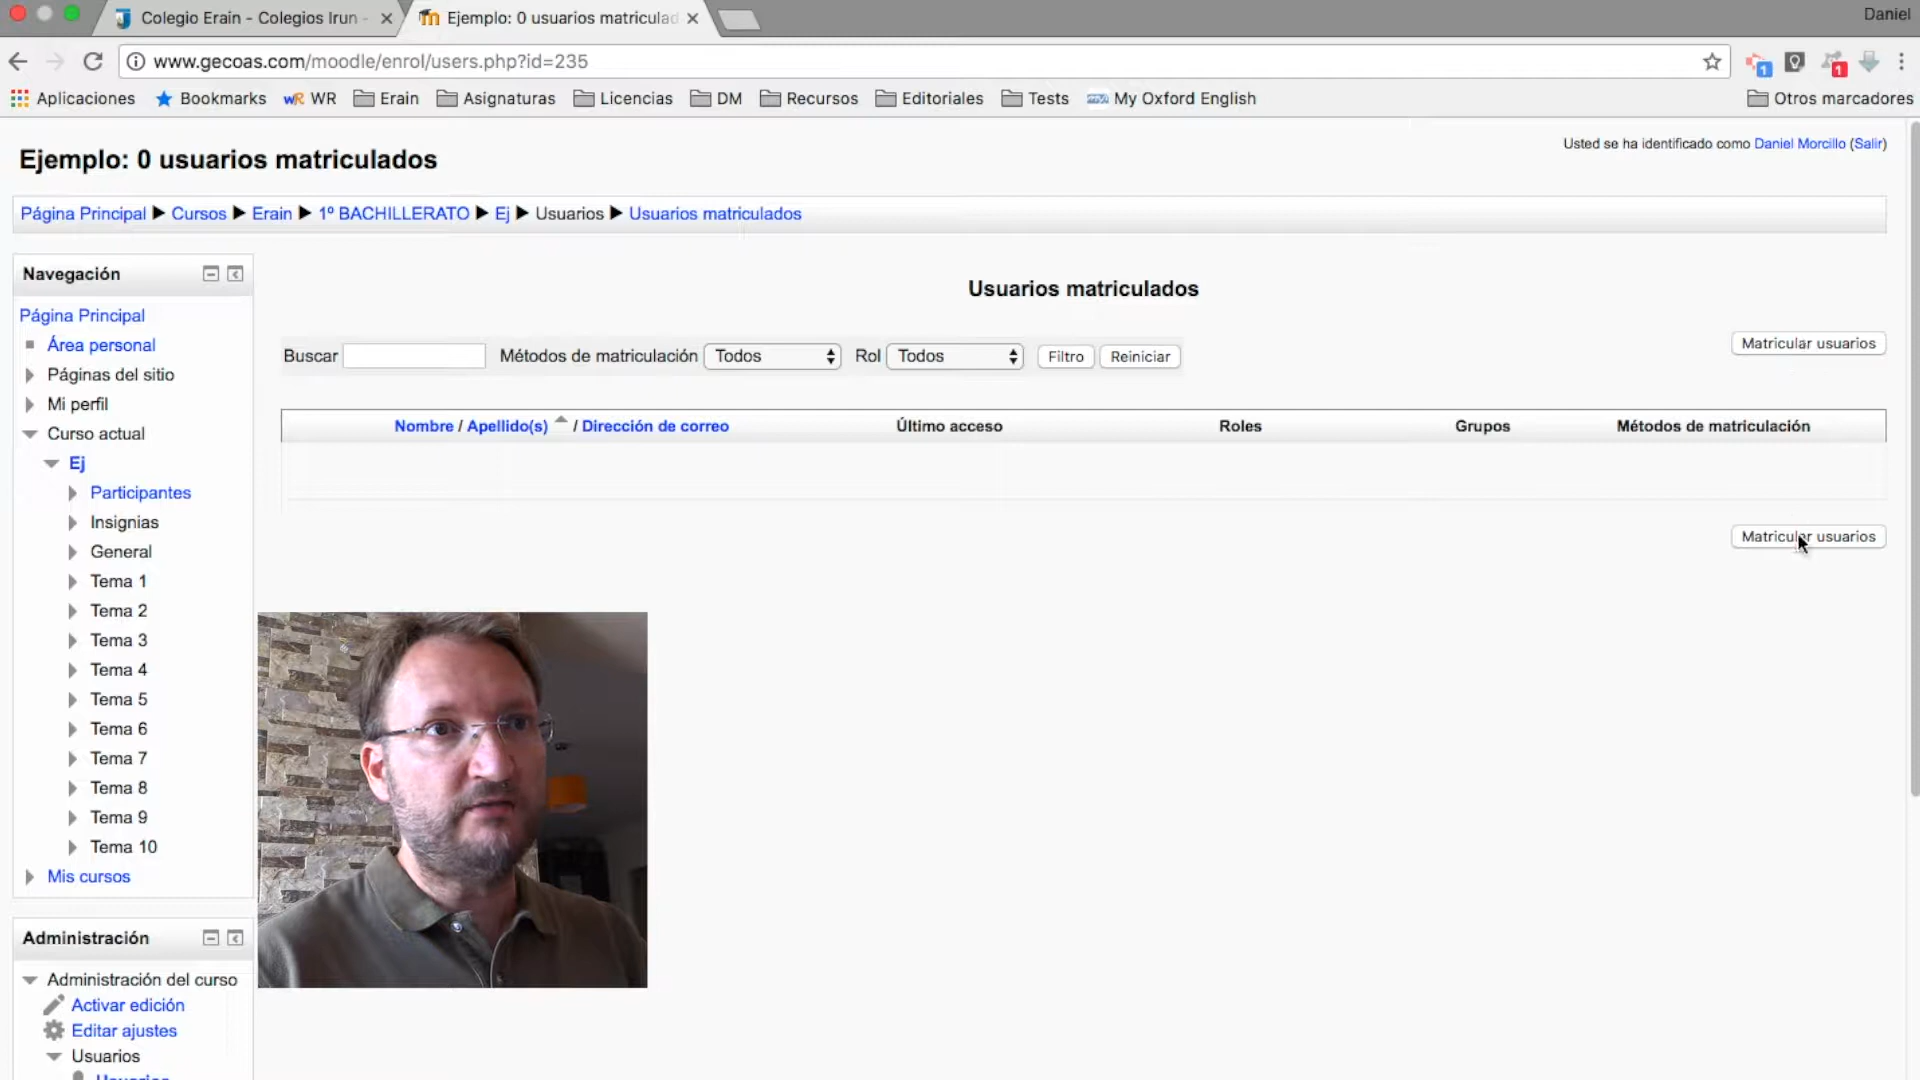 Colegio Erain - Colegios Irun -
Ejemplo: 0 usuarios matriculad
Daniel
www.gecoas.com/moodle/enrol/users.php?id=235
1
1
Aplicaciones
Bookmarks
WR WR
Erain
Asignaturas
Licencias
DM
Recursos
Editoriales
Tests
My Oxford English
Otros marcadores
Ejemplo: 0 usuarios matriculados
Usted se ha identificado como Daniel Morcillo (Salir)
Página Principal ▶ Cursos ▶ Erain ▶ 1º BACHILLERATO ▶ Ej ▶ Usuarios ▶ Usuarios matriculados
Navegación
Página Principal
Área personal
Páginas del sitio
Mi perfil
Curso actual
Ej
Participantes
Insignias
General
Tema 1
Tema 2
Tema 3
Tema 4
Tema 5
Tema 6
Tema 7
Tema 8
Tema 9
Tema 10
Mis cursos
Usuarios matriculados
Buscar Métodos de matriculación Todos Rol Todos Filtro Reiniciar
Matricular usuarios
Nombre / Apellido(s) / Dirección de correo Último acceso Roles Grupos Métodos de matriculación
Matricular usuarios
Administración
Administración del curso
Activar edición
Editar ajustes
Usuarios